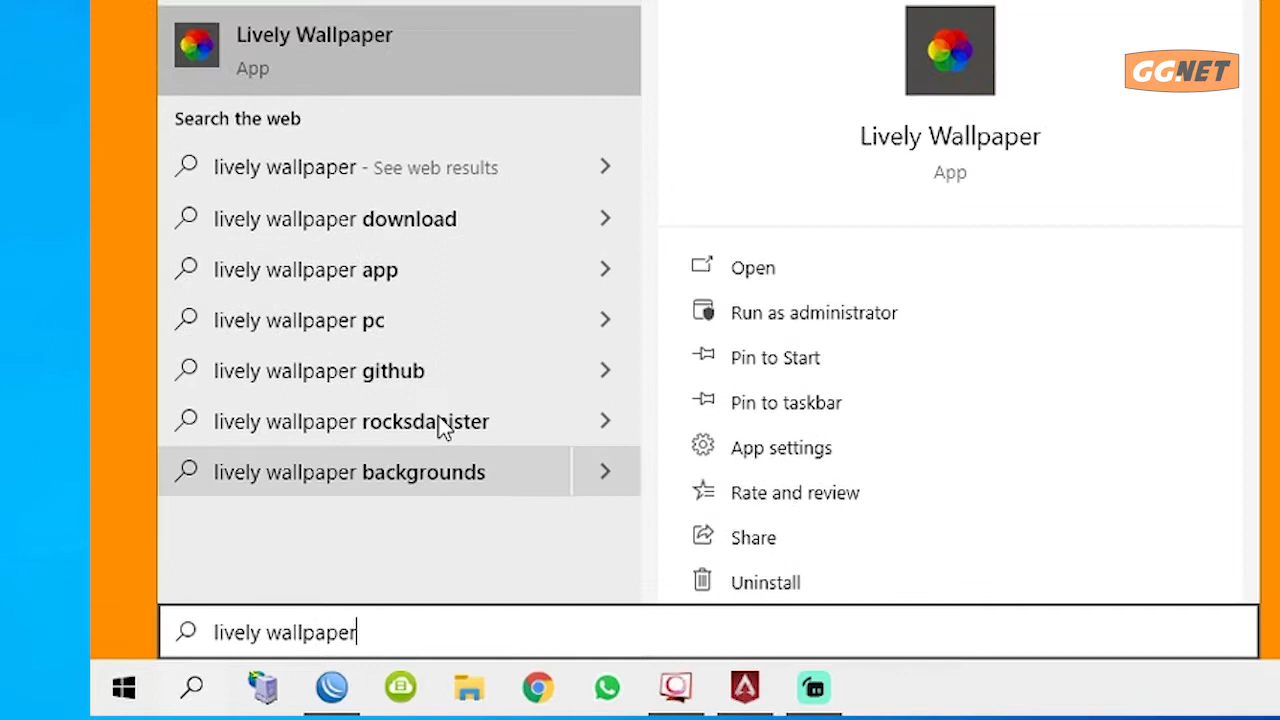 Lively Wallpaper
App
Search the web
lively wallpaper - See web results
lively wallpaper download
lively wallpaper app
lively wallpaper pc
lively wallpaper github
lively wallpaper rocksdanister
lively wallpaper backgrounds
lively wallpaper
GG.NET
Lively Wallpaper
App
Open
Run as administrator
Pin to Start
Pin to taskbar
App settings
Rate and review
Share
Uninstall